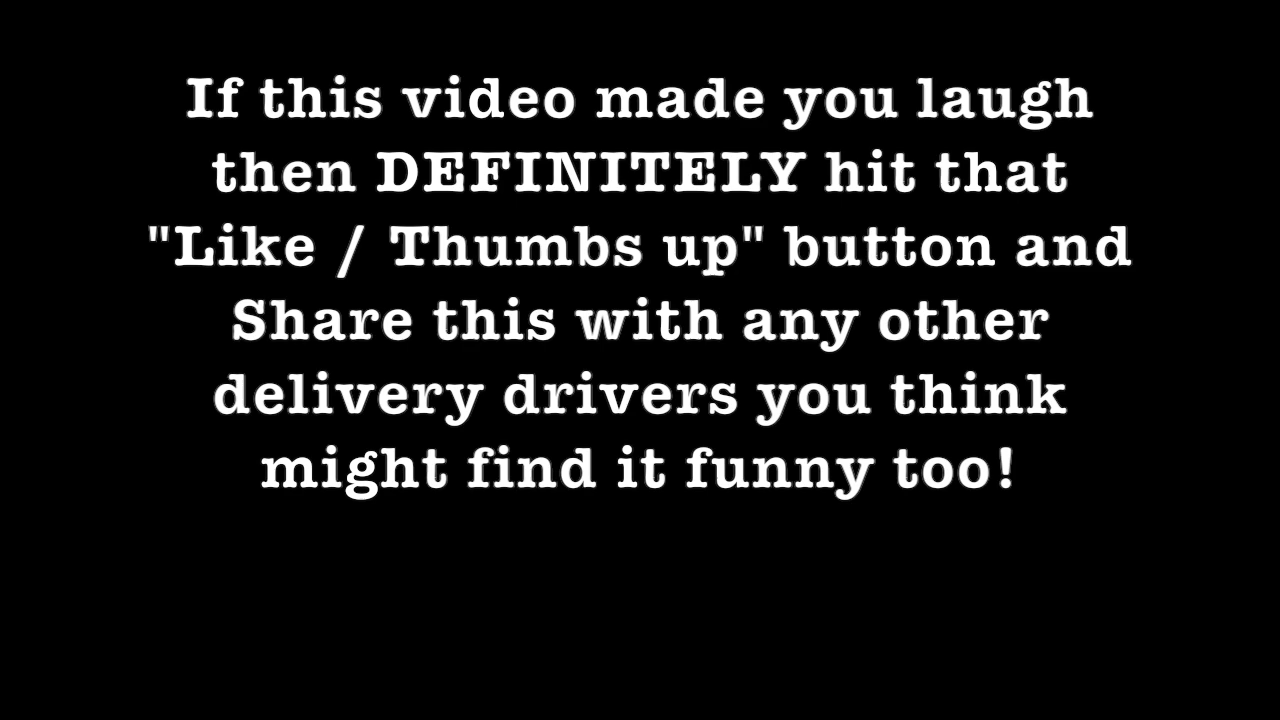 If this video made you laugh
then DEFINITELY hit that
"Like / Thumbs up" button and
Share this with any other
delivery drivers you think
might find it funny too!